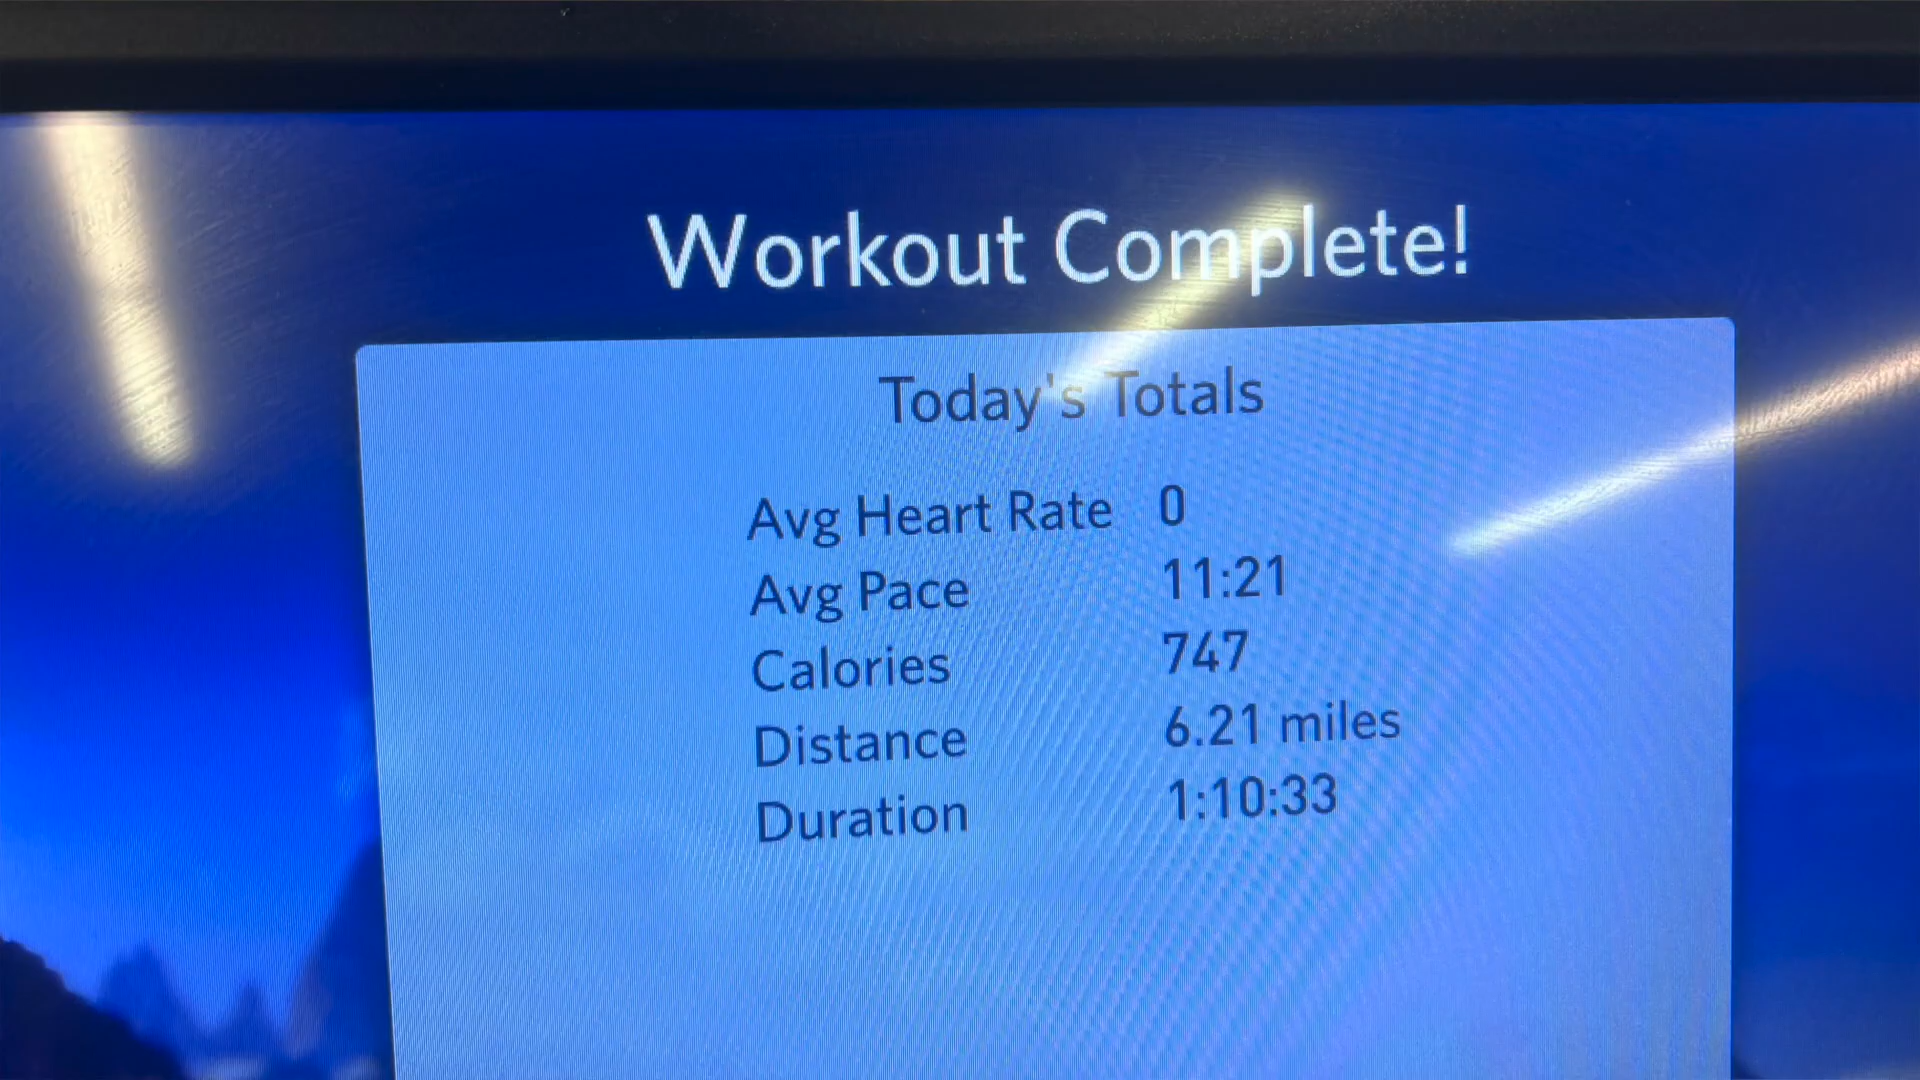 Workout Complete!
Today's Totals
Avg Heart Rate 0
Avg Pace 11:21
Calories 747
Distance 6.21 miles
Duration 1:10:33